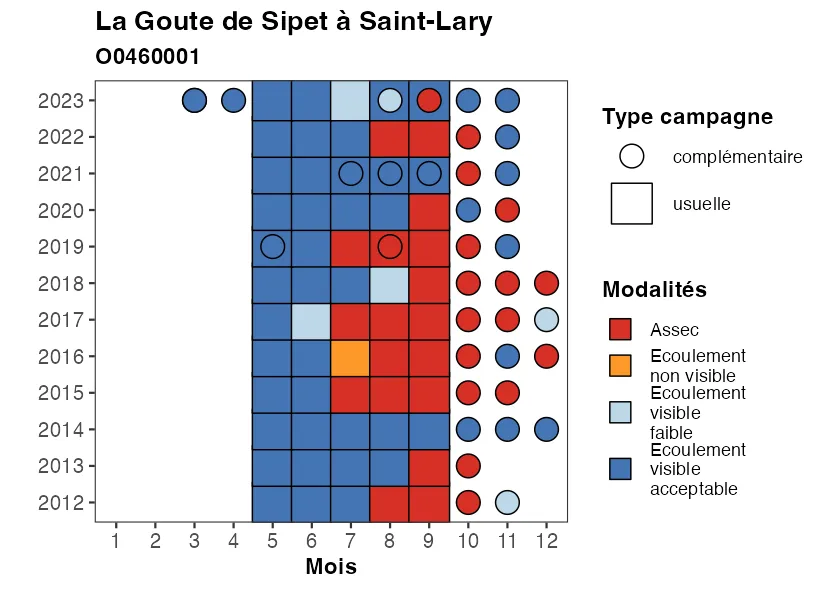 La Goute de Sipet à Saint-Lary
O0460001
2023
2022
2021
2020
2019
2018
2017
2016
2015
2014
2013
2012
1 2 3 4 5 6 7 8 9 10 11 12
Mois
Type campagne
complémentaire
usuelle
Modalités
Assec
Ecoulement
non visible
Ecoulement
visible
faible
Ecoulement
visible
acceptable